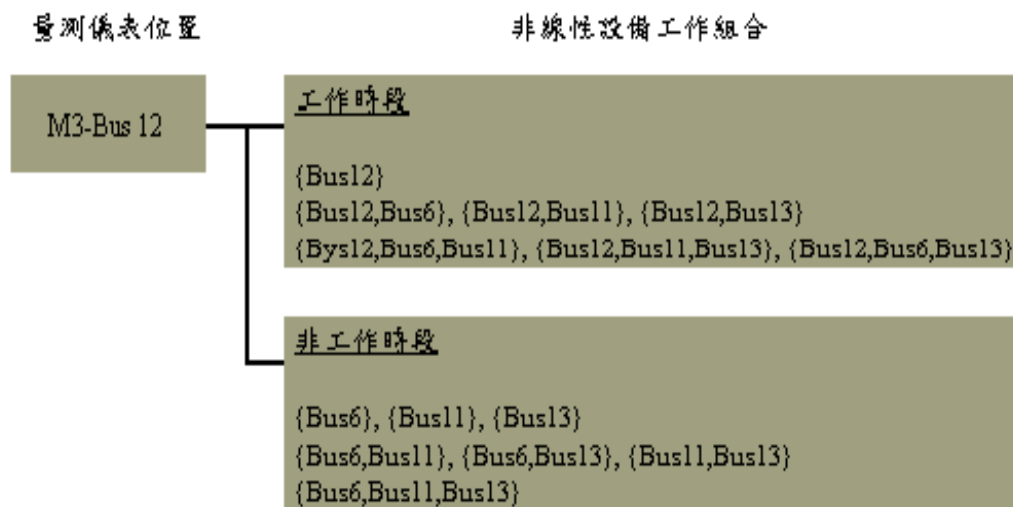 量測儀表位置
非線性設備工作組合
M3-Bus 12
工作時段
{Bus12}
{Bus12,Bus6}, {Bus12,Bus11}, {Bus12,Bus13}
{Bys12,Bus6,Bus11}, {Bus12,Bus11,Bus13}, {Bus12,Bus6,Bus13}
非工作時段
{Bus6}, {Bus11}, {Bus13}
{Bus6,Bus11}, {Bus6,Bus13}, {Bus11,Bus13}
{Bus6,Bus11,Bus13}